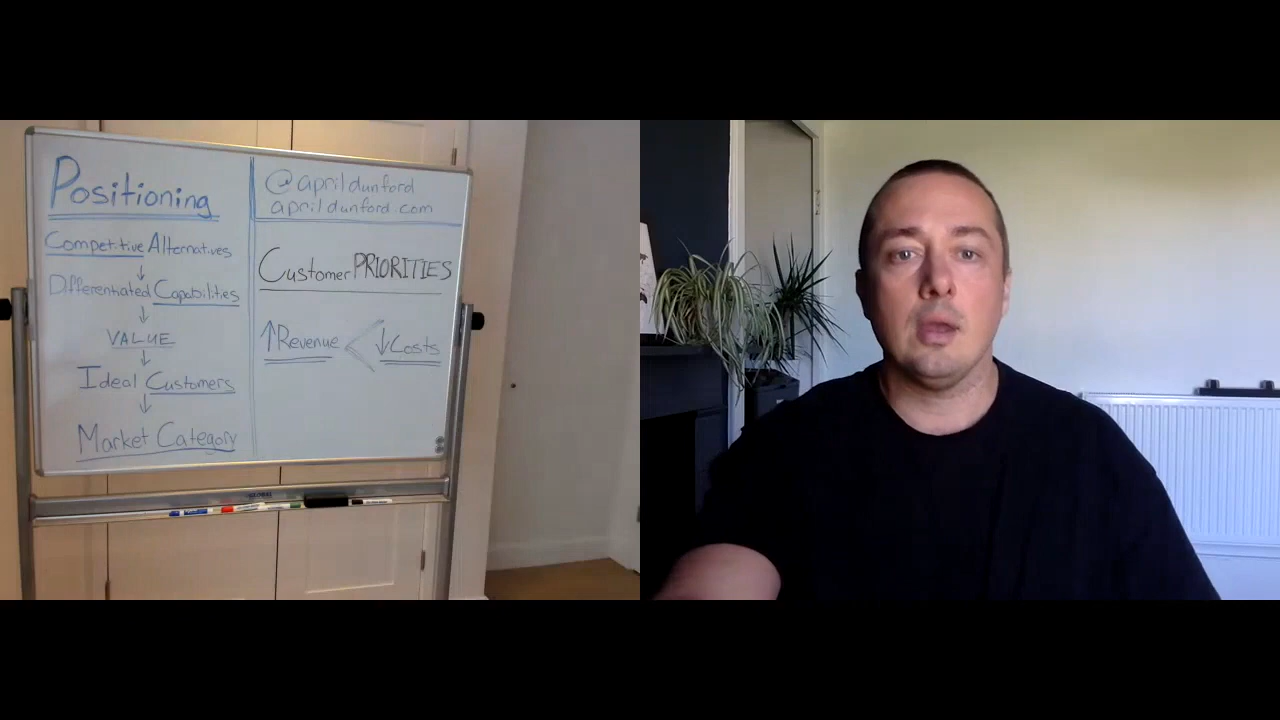 Positioning
Competitive Alternatives
↓
Differentiated Capabilities
↓
VALUE
↓
Ideal Customers
↓
Market Category
@aprildunford
aprildunford.com
Customer PRIORITIES
↑Revenue < ↓Costs